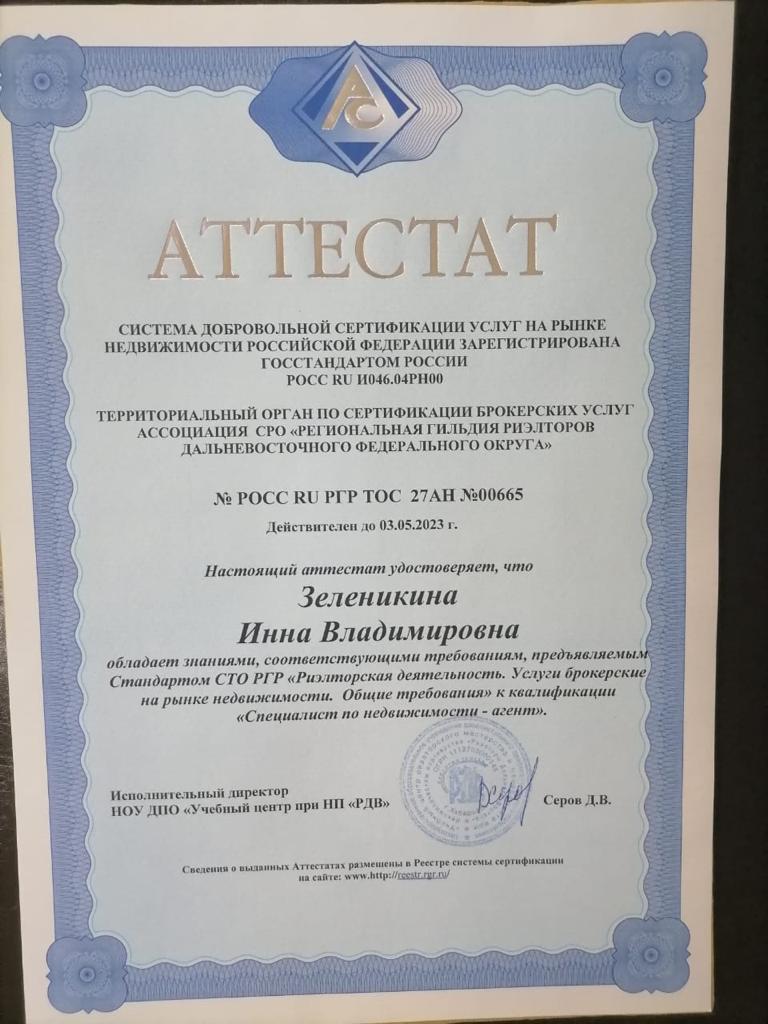 АС
АТТЕСТАТ
СИСТЕМА ДОБРОВОЛЬНОЙ СЕРТИФИКАЦИИ УСЛУГ НА РЫНКЕ
НЕДВИЖИМОСТИ РОССИЙСКОЙ ФЕДЕРАЦИИ ЗАРЕГИСТРИРОВАНА
ГОССТАНДАРТОМ РОССИИ
РОСС RU И046.04РН00
ТЕРРИТОРИАЛЬНЫЙ ОРГАН ПО СЕРТИФИКАЦИИ БРОКЕРСКИХ УСЛУГ
АССОЦИАЦИЯ СРО «РЕГИОНАЛЬНАЯ ГИЛЬДИЯ РИЭЛТОРОВ
ДАЛЬНЕВОСТОЧНОГО ФЕДЕРАЛЬНОГО ОКРУГА»
№ РОСС RU РГР ТОС 27АН №00665
Действителен до 03.05.2023 г.
Настоящий аттестат удостоверяет, что
Зеленикина
Инна Владимировна
обладает знаниями, соответствующими требованиям, предъявляемым
Стандартом СТО РГР «Риэлторская деятельность. Услуги брокерские
на рынке недвижимости. Общие требования» к квалификации
«Специалист по недвижимости - агент».
Исполнительный директор
НОУ ДПО «Учебный центр при НП «РДВ» Серов Д.В.
Сведения о выданных Аттестатах размещены в Реестре системы сертификации
на сайте: www.http://reestr.rgr.ru/